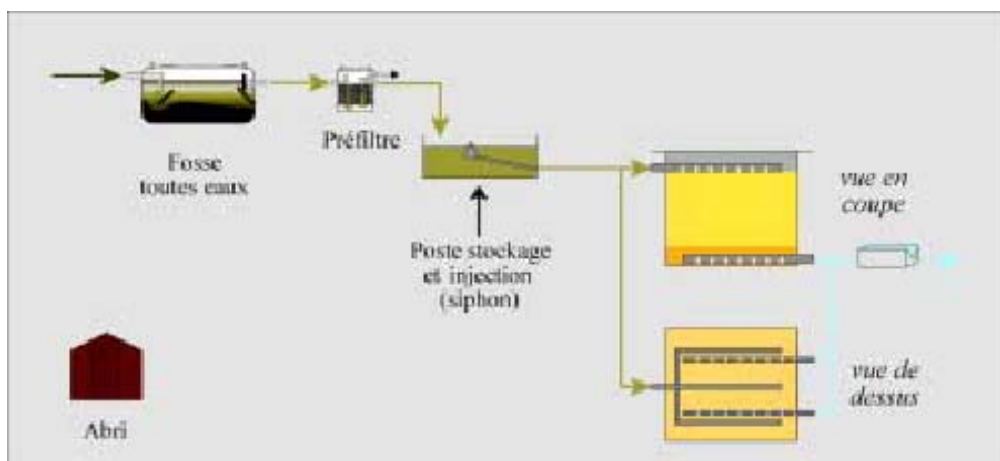 Fosse
toutes eaux
Préfiltre
Poste stockage
et injection
(siphon)
vue en
coupe
vue de
dessus
Abri